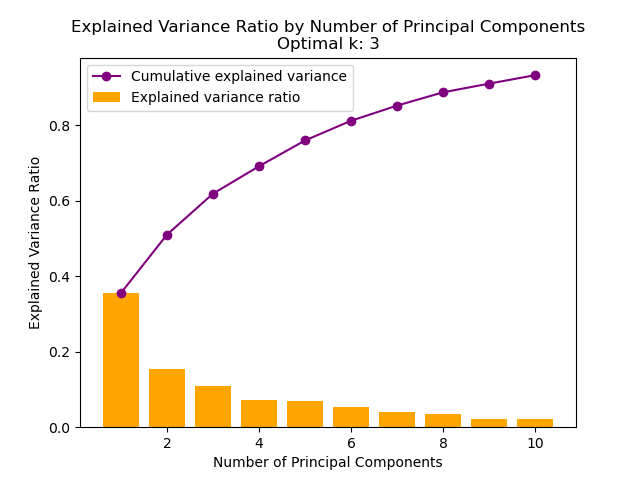 Explained Variance Ratio by Number of Principal Components
Optimal k: 3
Cumulative explained variance
Explained variance ratio
Explained Variance Ratio
0.8
0.6
0.4
0.2
0.0
2 4 6 8 10
Number of Principal Components